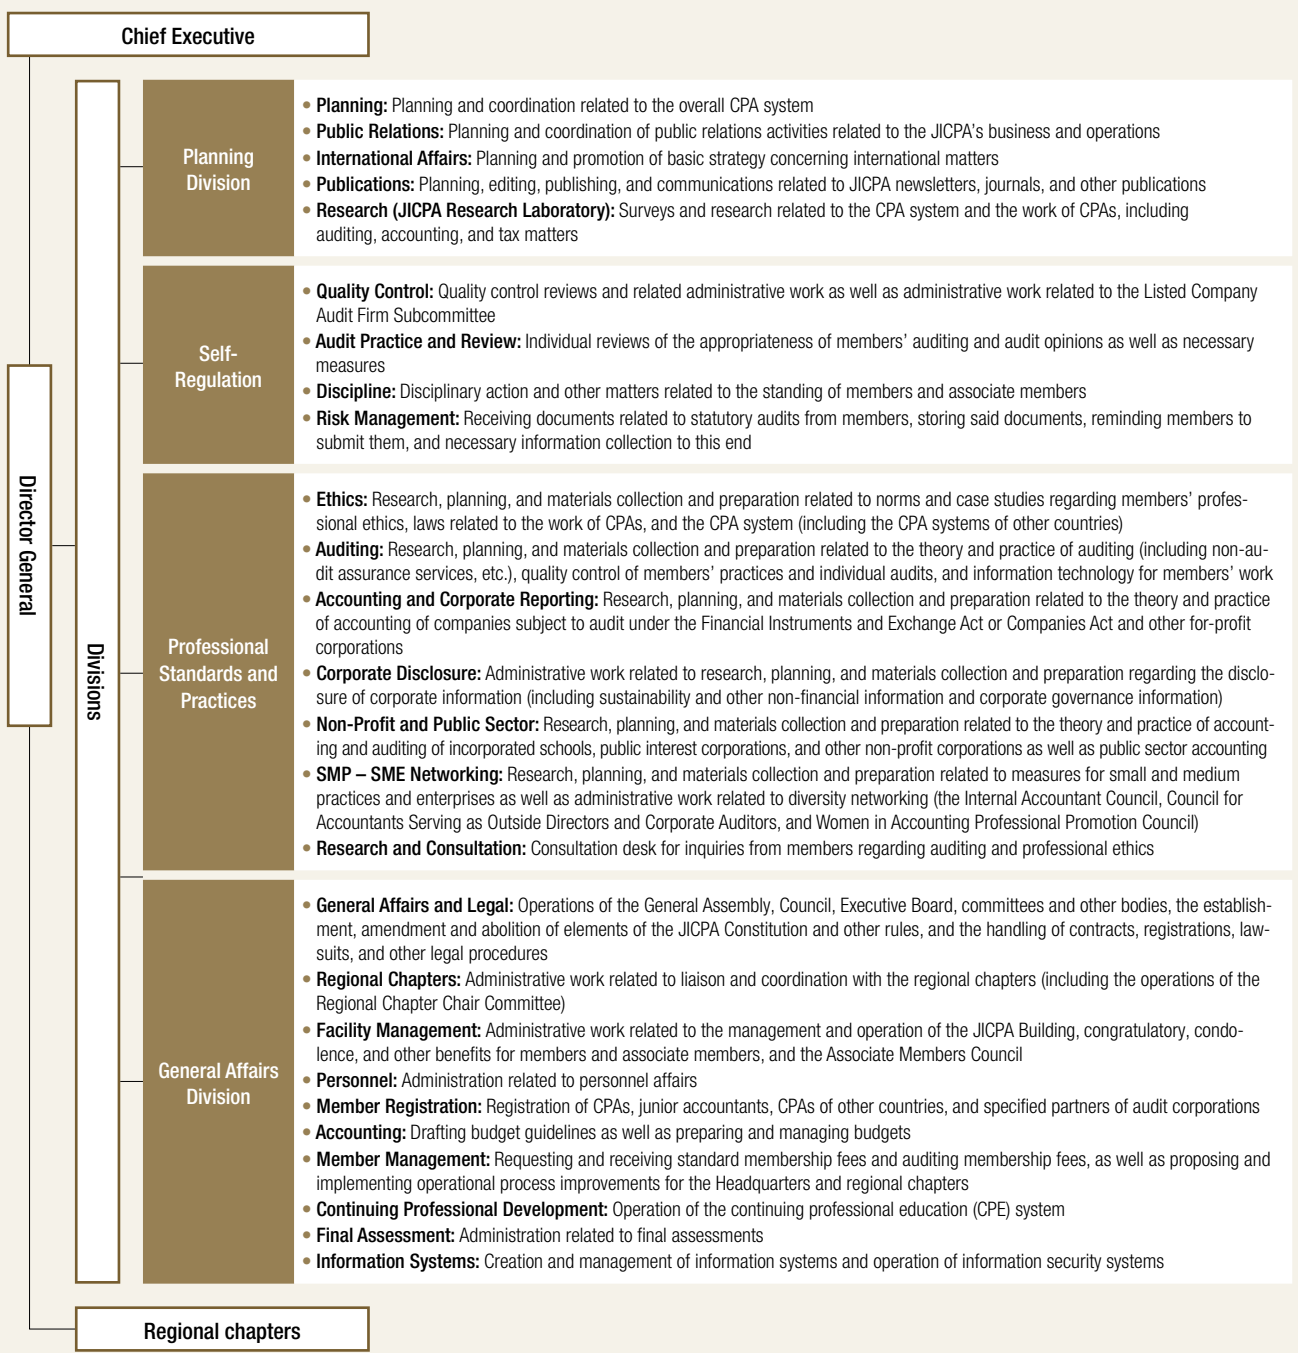 Chief Executive
Director General
Divisions
Planning
Division
• Planning: Planning and coordination related to the overall CPA system
• Public Relations: Planning and coordination of public relations activities related to the JICPA's business and operations
• International Affairs: Planning and promotion of basic strategy concerning international matters
• Publications: Planning, editing, publishing, and communications related to JICPA newsletters, journals, and other publications
• Research (JICPA Research Laboratory): Surveys and research related to the CPA system and the work of CPAs, including
auditing, accounting, and tax matters
Self-
Regulation
• Quality Control: Quality control reviews and related administrative work as well as administrative work related to the Listed Company
Audit Firm Subcommittee
• Audit Practice and Review: Individual reviews of the appropriateness of members' auditing and audit opinions as well as necessary
measures
• Discipline: Disciplinary action and other matters related to the standing of members and associate members
• Risk Management: Receiving documents related to statutory audits from members, storing said documents, reminding members to
submit them, and necessary information collection to this end
Professional
Standards and
Practices
• Ethics: Research, planning, and materials collection and preparation related to norms and case studies regarding members' profes-
sional ethics, laws related to the work of CPAs, and the CPA system (including the CPA systems of other countries)
• Auditing: Research, planning, and materials collection and preparation related to the theory and practice of auditing (including non-au-
dit assurance services, etc.), quality control of members' practices and individual audits, and information technology for members' work
• Accounting and Corporate Reporting: Research, planning, and materials collection and preparation related to the theory and practice
of accounting of companies subject to audit under the Financial Instruments and Exchange Act or Companies Act and other for-profit
corporations
• Corporate Disclosure: Administrative work related to research, planning, and materials collection and preparation regarding the disclo-
sure of corporate information (including sustainability and other non-financial information and corporate governance information)
• Non-Profit and Public Sector: Research, planning, and materials collection and preparation related to the theory and practice of account-
ing and auditing of incorporated schools, public interest corporations, and other non-profit corporations as well as public sector accounting
• SMP – SME Networking: Research, planning, and materials collection and preparation related to measures for small and medium
practices and enterprises as well as administrative work related to diversity networking (the Internal Accountant Council, Council for
Accountants Serving as Outside Directors and Corporate Auditors, and Women in Accounting Professional Promotion Council)
• Research and Consultation: Consultation desk for inquiries from members regarding auditing and professional ethics
General Affairs
Division
• General Affairs and Legal: Operations of the General Assembly, Council, Executive Board, committees and other bodies, the establish-
ment, amendment and abolition of elements of the JICPA Constitution and other rules, and the handling of contracts, registrations, law-
suits, and other legal procedures
• Regional Chapters: Administrative work related to liaison and coordination with the regional chapters (including the operations of the
Regional Chapter Chair Committee)
• Facility Management: Administrative work related to the management and operation of the JICPA Building, congratulatory, condo-
lence, and other benefits for members and associate members, and the Associate Members Council
• Personnel: Administration related to personnel affairs
• Member Registration: Registration of CPAs, junior accountants, CPAs of other countries, and specified partners of audit corporations
• Accounting: Drafting budget guidelines as well as preparing and managing budgets
• Member Management: Requesting and receiving standard membership fees and auditing membership fees, as well as proposing and
implementing operational process improvements for the Headquarters and regional chapters
• Continuing Professional Development: Operation of the continuing professional education (CPE) system
• Final Assessment: Administration related to final assessments
• Information Systems: Creation and management of information systems and operation of information security systems
Regional chapters